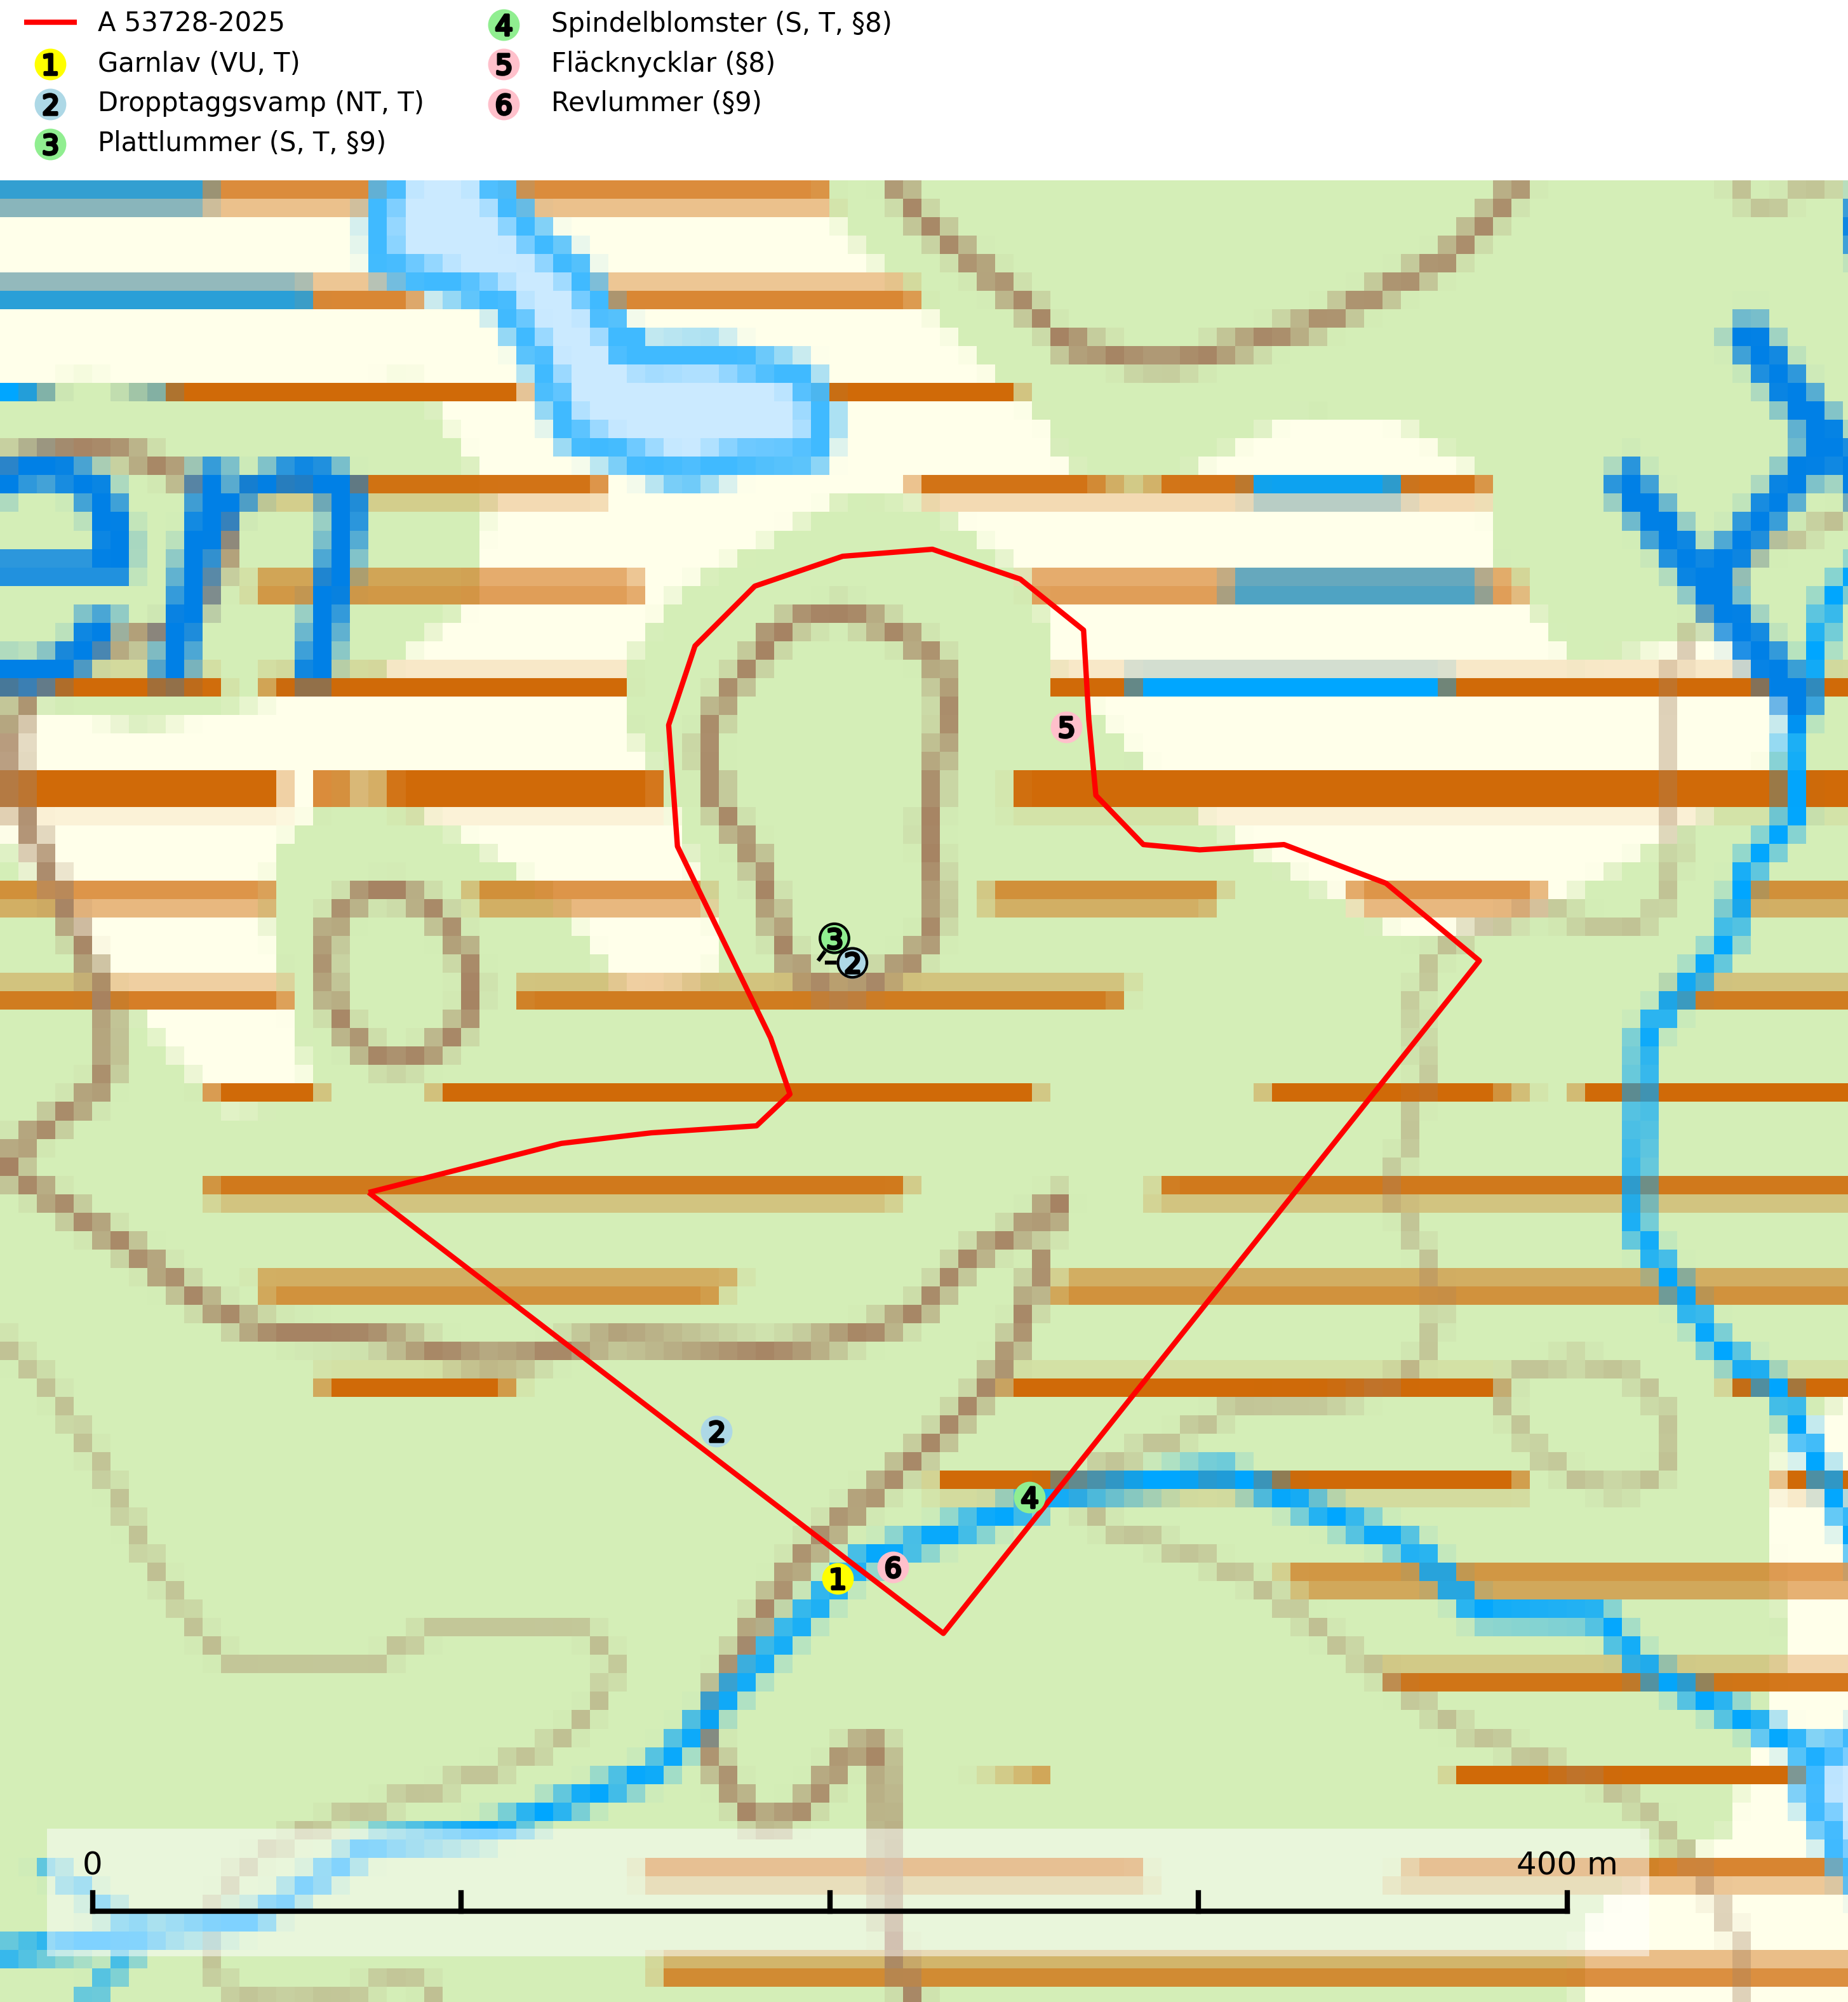 A 53728-2025
1 Garnlav (VU, T)
2 Dropptaggsvamp (NT, T)
3 Plattlummer (S, T, §9)
4 Spindelblomster (S, T, §8)
5 Fläcknycklar (§8)
6 Revlummer (§9)
5
3
2
2
4
6
1
0 400 m